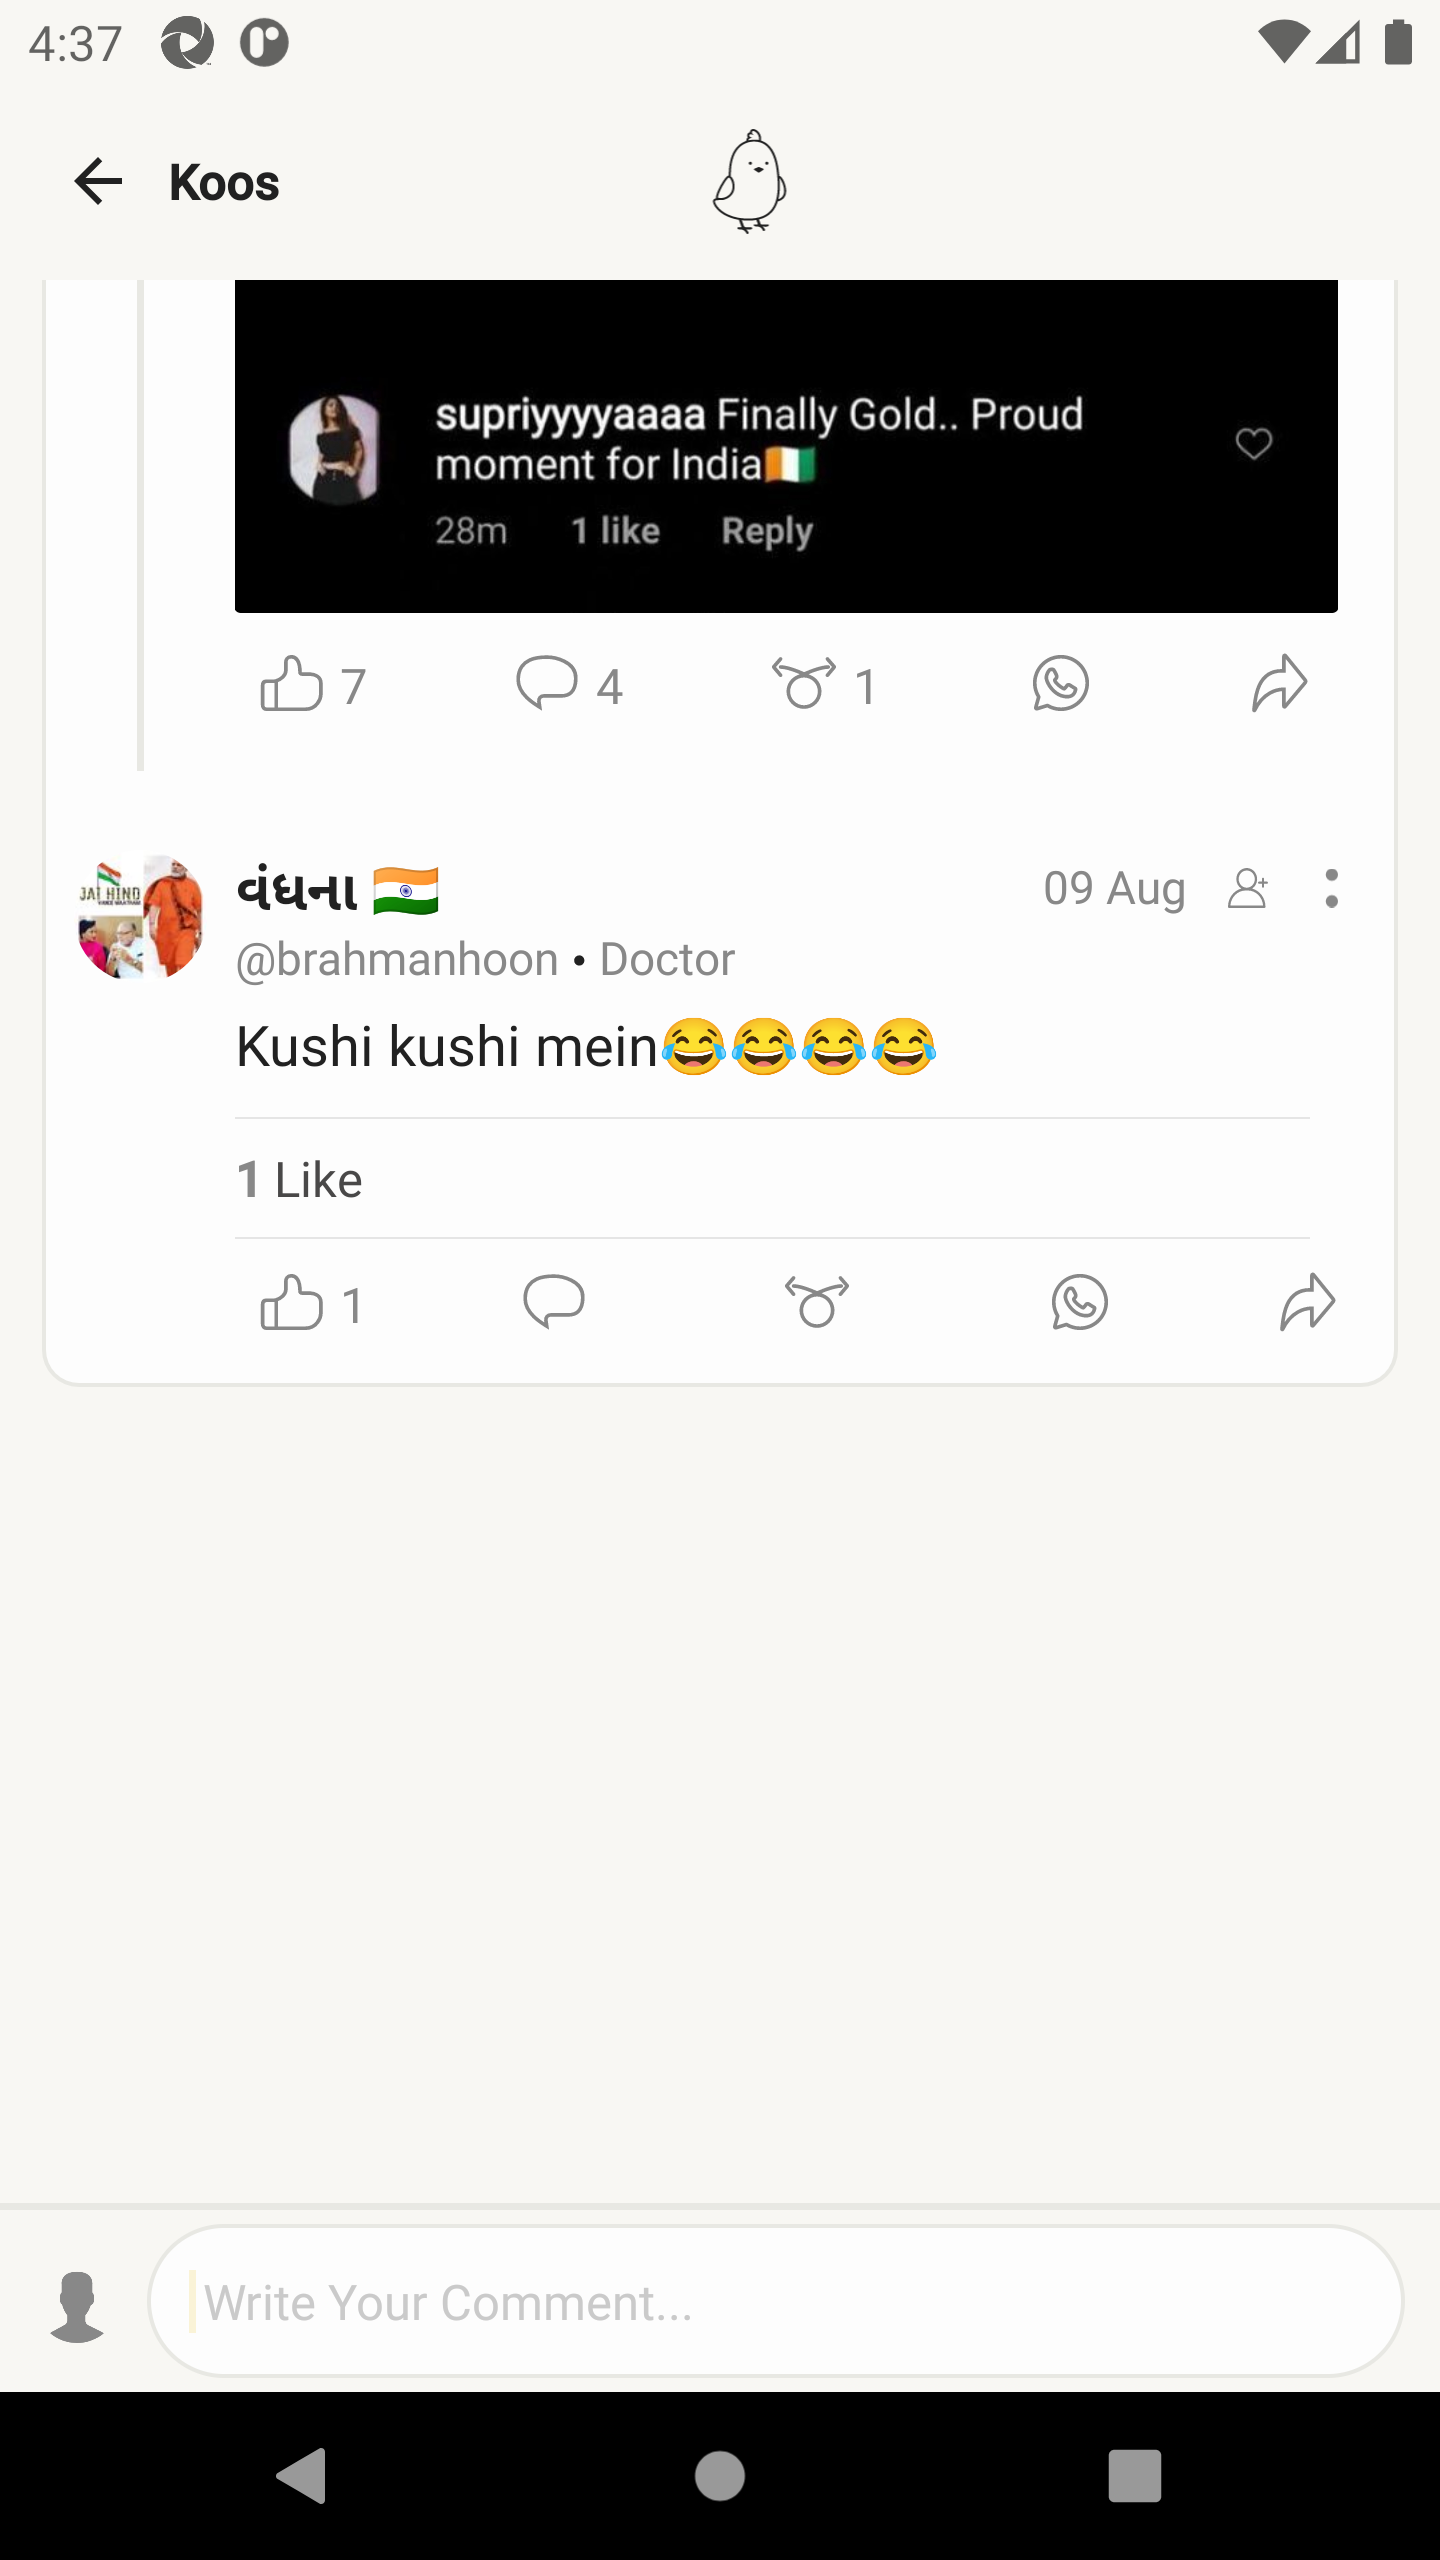 4:37
Koos
supriyyyyaaaa Finally Gold.. Proud
moment for India🇨🇮
28m 1 like Reply
7 4 1
વંધના 🇮🇳 09 Aug
JAI HIND
@brahmanhoon • Doctor
Kushi kushi mein😂😂😂😂
1 Like
1
Write Your Comment...